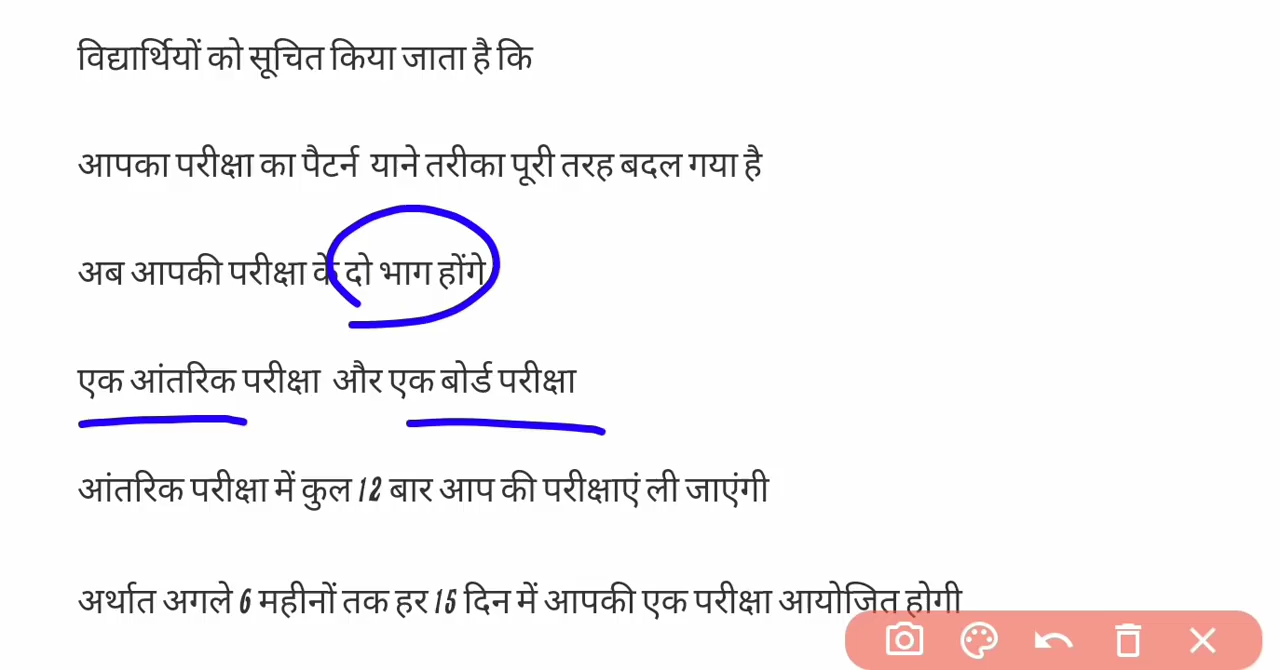 विद्यार्थियों को सूचित किया जाता है कि
आपका परीक्षा का पैटर्न याने तरीका पूरी तरह बदल गया है
अब आपकी परीक्षा के दो भाग होंगे
एक आंतरिक परीक्षा और एक बोर्ड परीक्षा
आंतरिक परीक्षा में कुल 12 बार आप की परीक्षाएं ली जाएंगी
अर्थात अगले 6 महीनों तक हर 15 दिन में आपकी एक परीक्षा आयोजित होगी